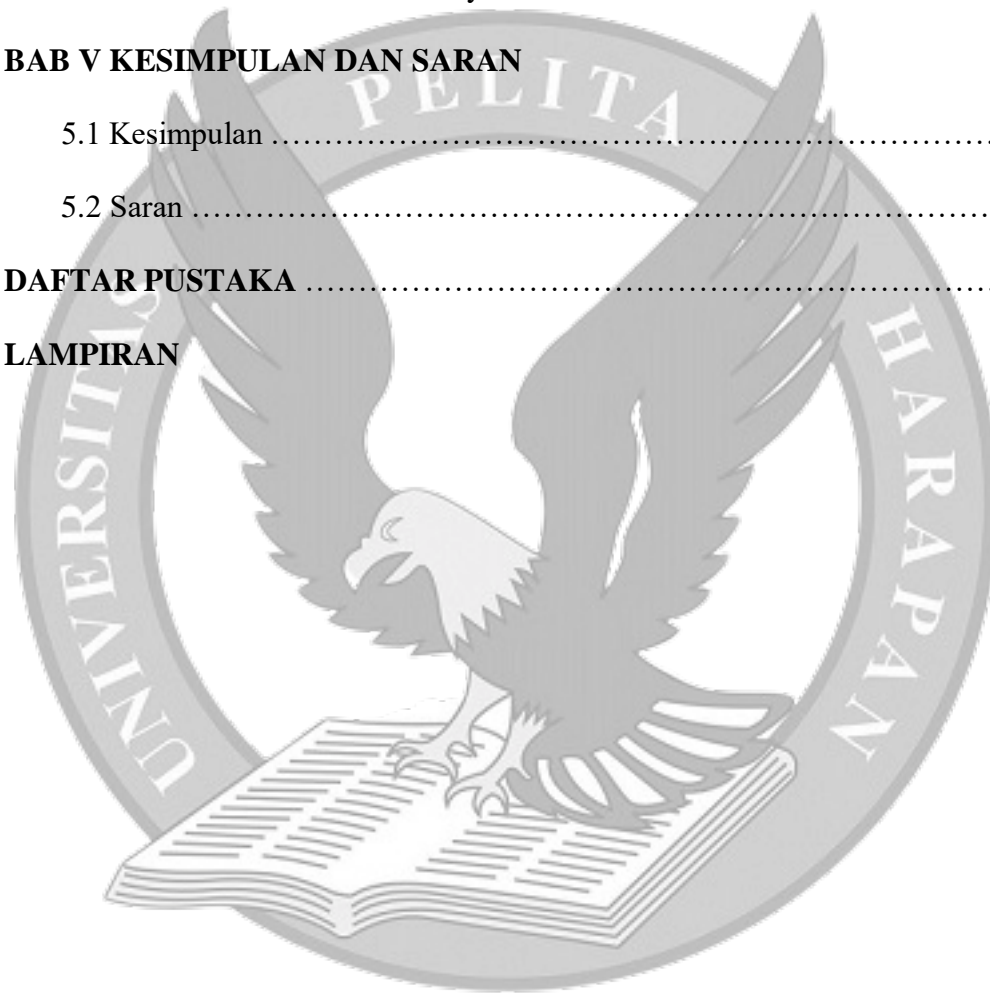 BAB V KESIMPULAN DAN SARAN
5.1 Kesimpulan ……………………………………………………………
5.2 Saran ………………………………………………………………….
DAFTAR PUSTAKA ………………………………………………………
LAMPIRAN
UNIVERSITAS PELITA HARAPAN